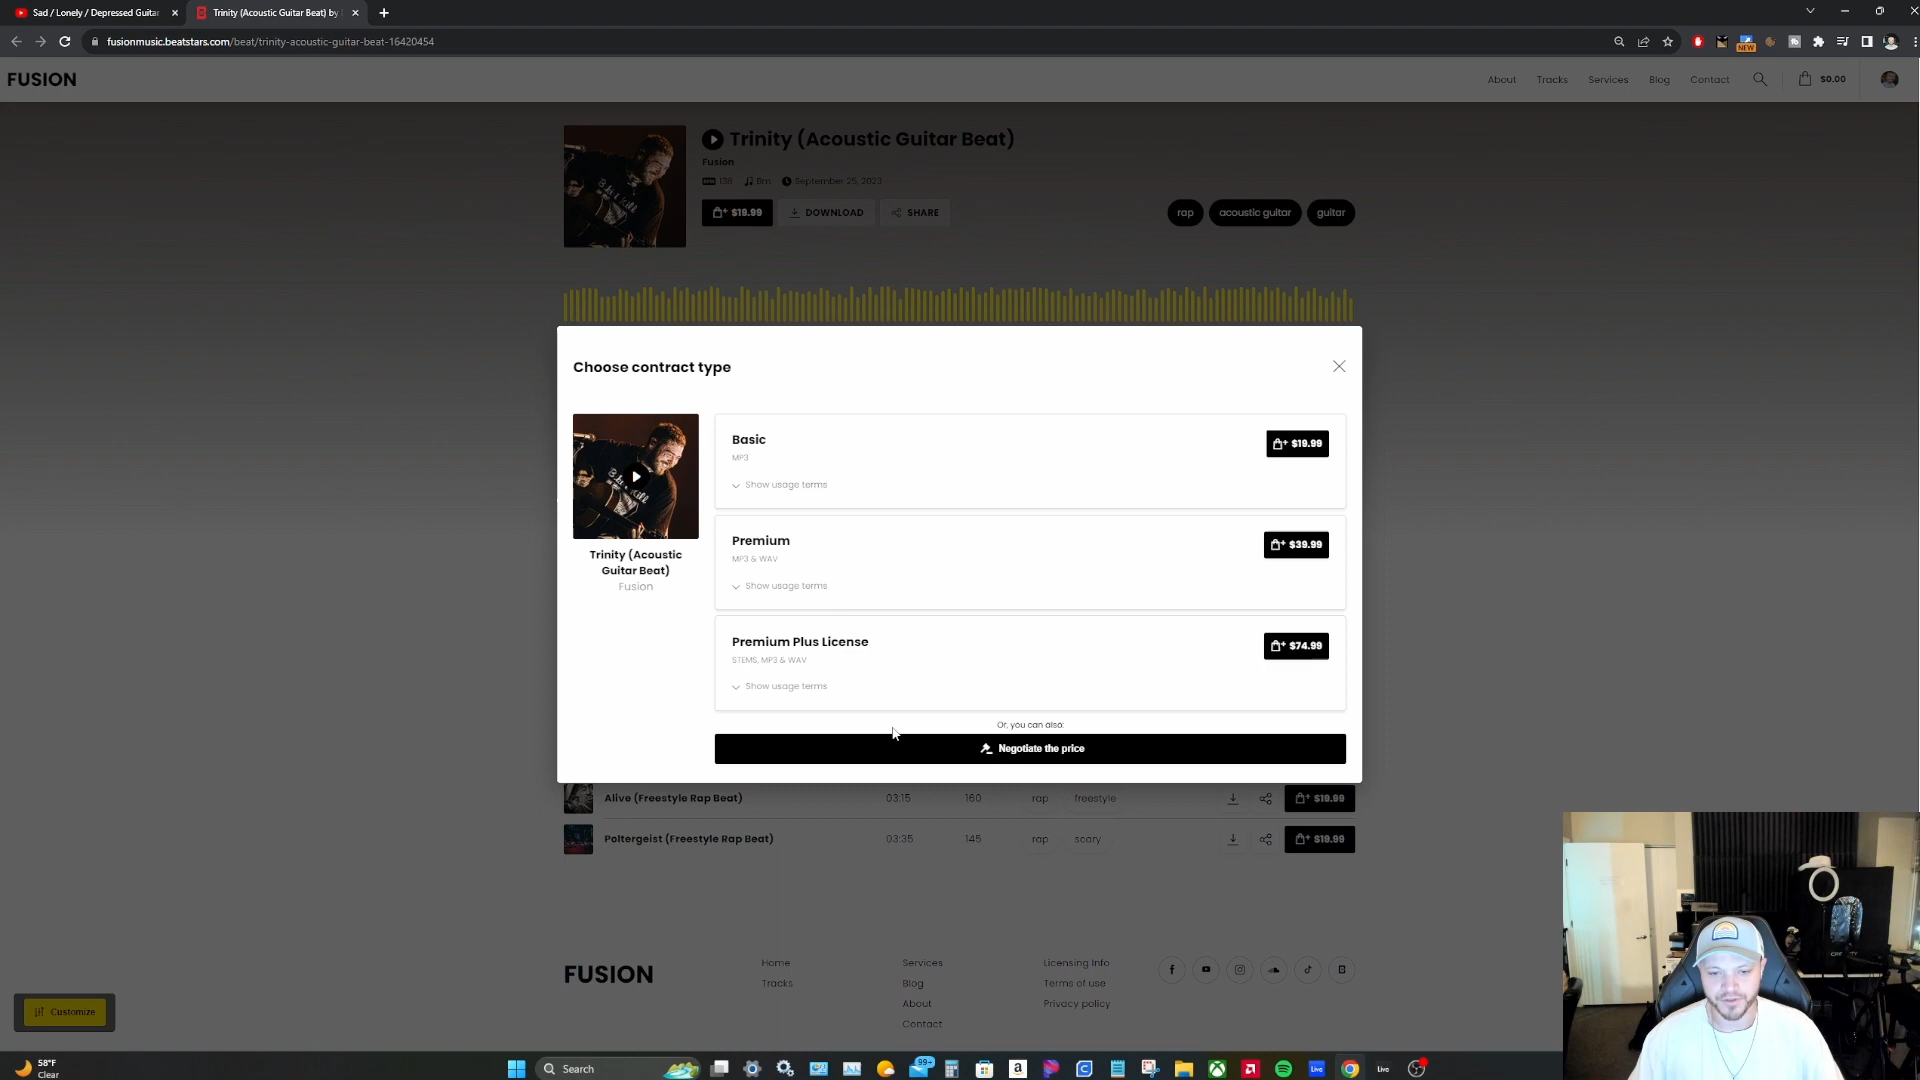 Sad / Lonely / Depressed Guitar
Trinity (Acoustic Guitar Beat) by
fusionmusic.beatstars.com/beat/trinity-acoustic-guitar-beat-16420454
NEW
FUSION
About Tracks Services Blog Contact $0.00
Trinity (Acoustic Guitar Beat)
Fusion
138 Bm September 25, 2023
$19.99 DOWNLOAD SHARE
rap acoustic guitar guitar
Choose contract type
Basic
MP3
Show usage terms
$19.99
Premium
MP3 & WAV
Show usage terms
$39.99
Premium Plus License
STEMS, MP3 & WAV
Show usage terms
$74.99
Trinity (Acoustic
Guitar Beat)
Fusion
Or, you can also:
Negotiate the price
Alive (Freestyle Rap Beat) 03:15 160 rap freestyle $19.99
Poltergeist (Freestyle Rap Beat) 03:35 145 rap scary $19.99
FUSION
Home
Tracks
Services
Blog
About
Contact
Licensing Info
Terms of use
Privacy policy
Customize
58°F
Clear
Search
99+
Live
Live